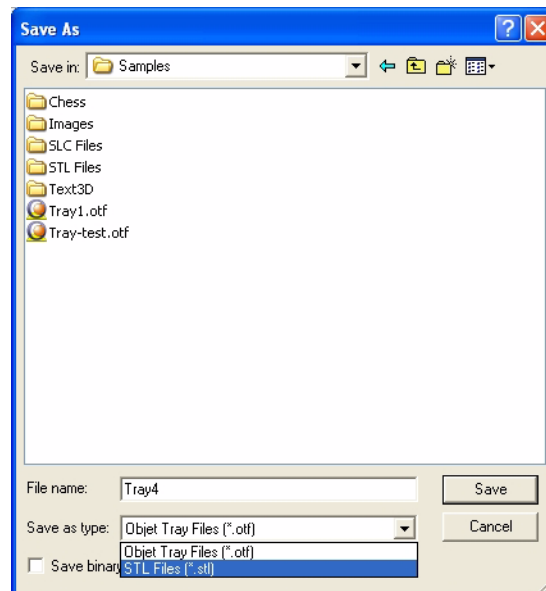 Save As
Save in: Samples
Chess
Images
SLC Files
STL Files
Text3D
Tray1.otf
Tray-test.otf
File name: Tray4 Save
Save as type: Objet Tray Files (*.otf) Cancel
Objet Tray Files (*.otf)
Save binary STL Files (*.stl)